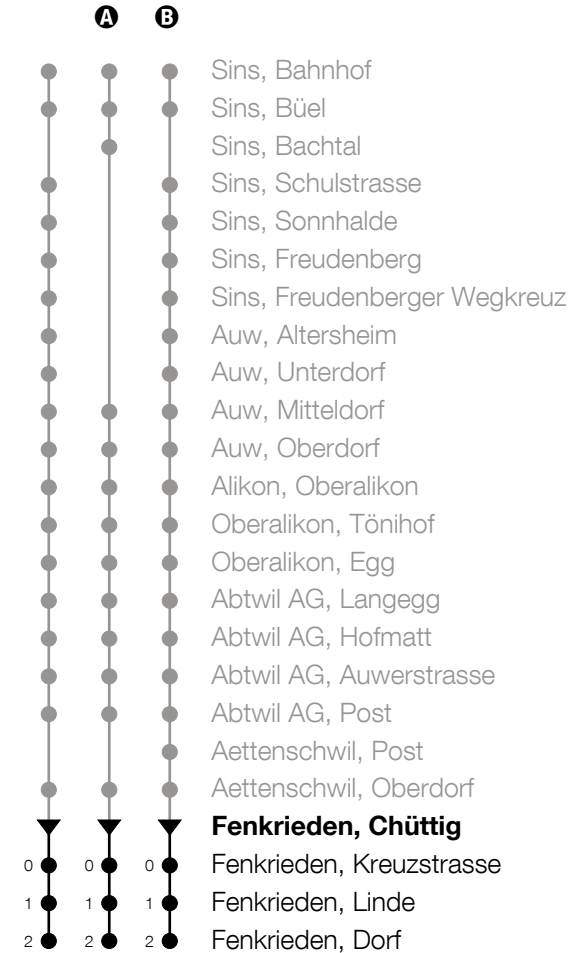 A B
Sins, Bahnhof
Sins, Büel
Sins, Bachtal
Sins, Schulstrasse
Sins, Sonnhalde
Sins, Freudenberg
Sins, Freudenberger Wegkreuz
Auw, Altersheim
Auw, Unterdorf
Auw, Mitteldorf
Auw, Oberdorf
Alikon, Oberalikon
Oberalikon, Tönihof
Oberalikon, Egg
Abtwil AG, Langegg
Abtwil AG, Hofmatt
Abtwil AG, Auwerstrasse
Abtwil AG, Post
Aettenschwil, Post
Aettenschwil, Oberdorf
Fenkrieden, Chüttig
0 0 0 Fenkrieden, Kreuzstrasse
1 1 1 Fenkrieden, Linde
2 2 2 Fenkrieden, Dorf